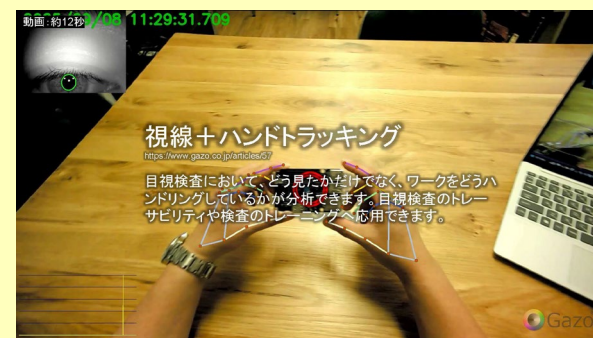 動画:約12秒
/08 11:29:31.709
視線+ハンドトラッキング
https://www.gazo.co.jp/articles/57
目視検査において、どう見たかだけでなく、ワークをどうハ
ンドリングしているかが分析できます。目視検査のトレー
サビリティや検査のトレーニングへ応用できます。
Gazo